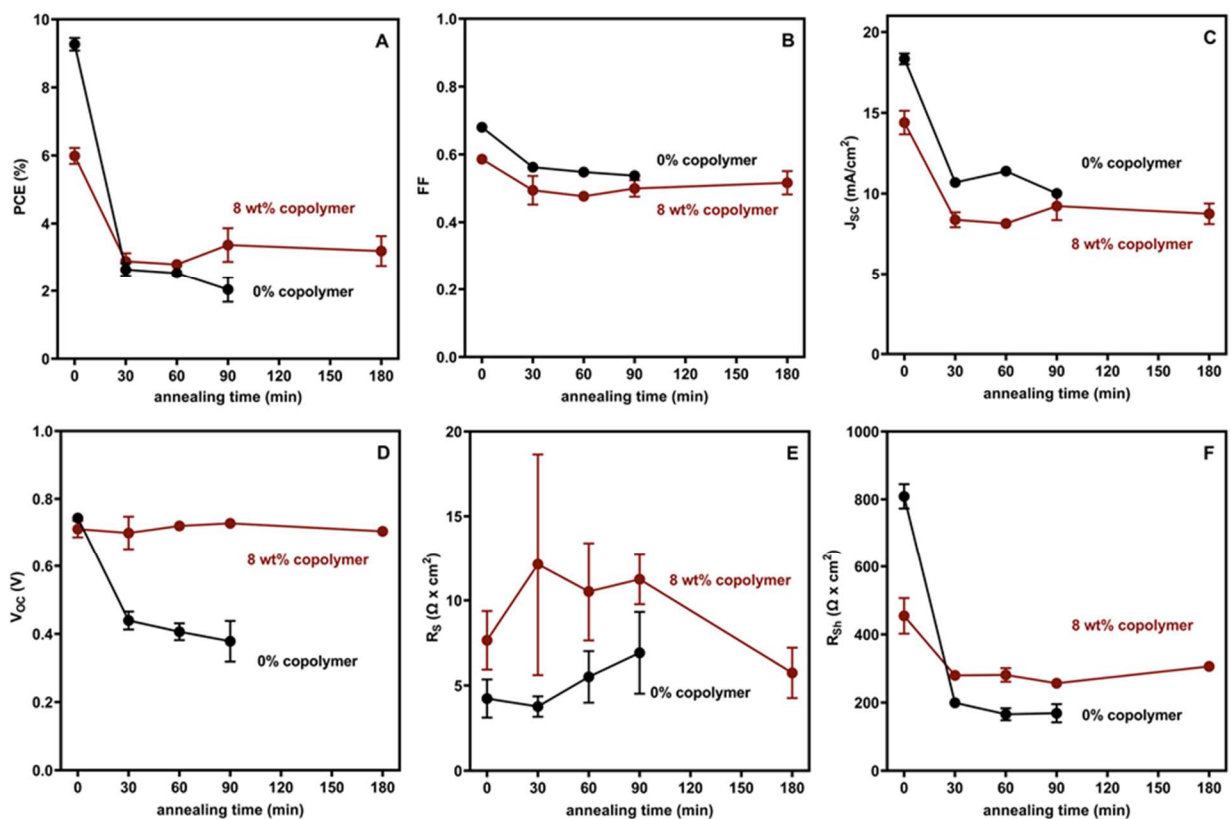 A
PCE (%)
10
8
6
4
2
0
8 wt% copolymer
0% copolymer
0 30 60 90 120 150 180
annealing time (min)
B
FF
1.0
0.8
0.6
0.4
0.2
0.0
0% copolymer
8 wt% copolymer
0 30 60 90 120 150 180
annealing time (min)
C
JSC (mA/cm²)
20
15
10
5
0
0% copolymer
8 wt% copolymer
0 30 60 90 120 150 180
annealing time (min)
D
VOC (V)
1.0
0.8
0.6
0.4
0.2
0.0
8 wt% copolymer
0% copolymer
0 30 60 90 120 150 180
annealing time (min)
E
RS (Ω × cm²)
20
15
10
5
0
8 wt% copolymer
0% copolymer
0 30 60 90 120 150 180
annealing time (min)
F
RSh (Ω × cm²)
1000
800
600
400
200
0
8 wt% copolymer
0% copolymer
0 30 60 90 120 150 180
annealing time (min)